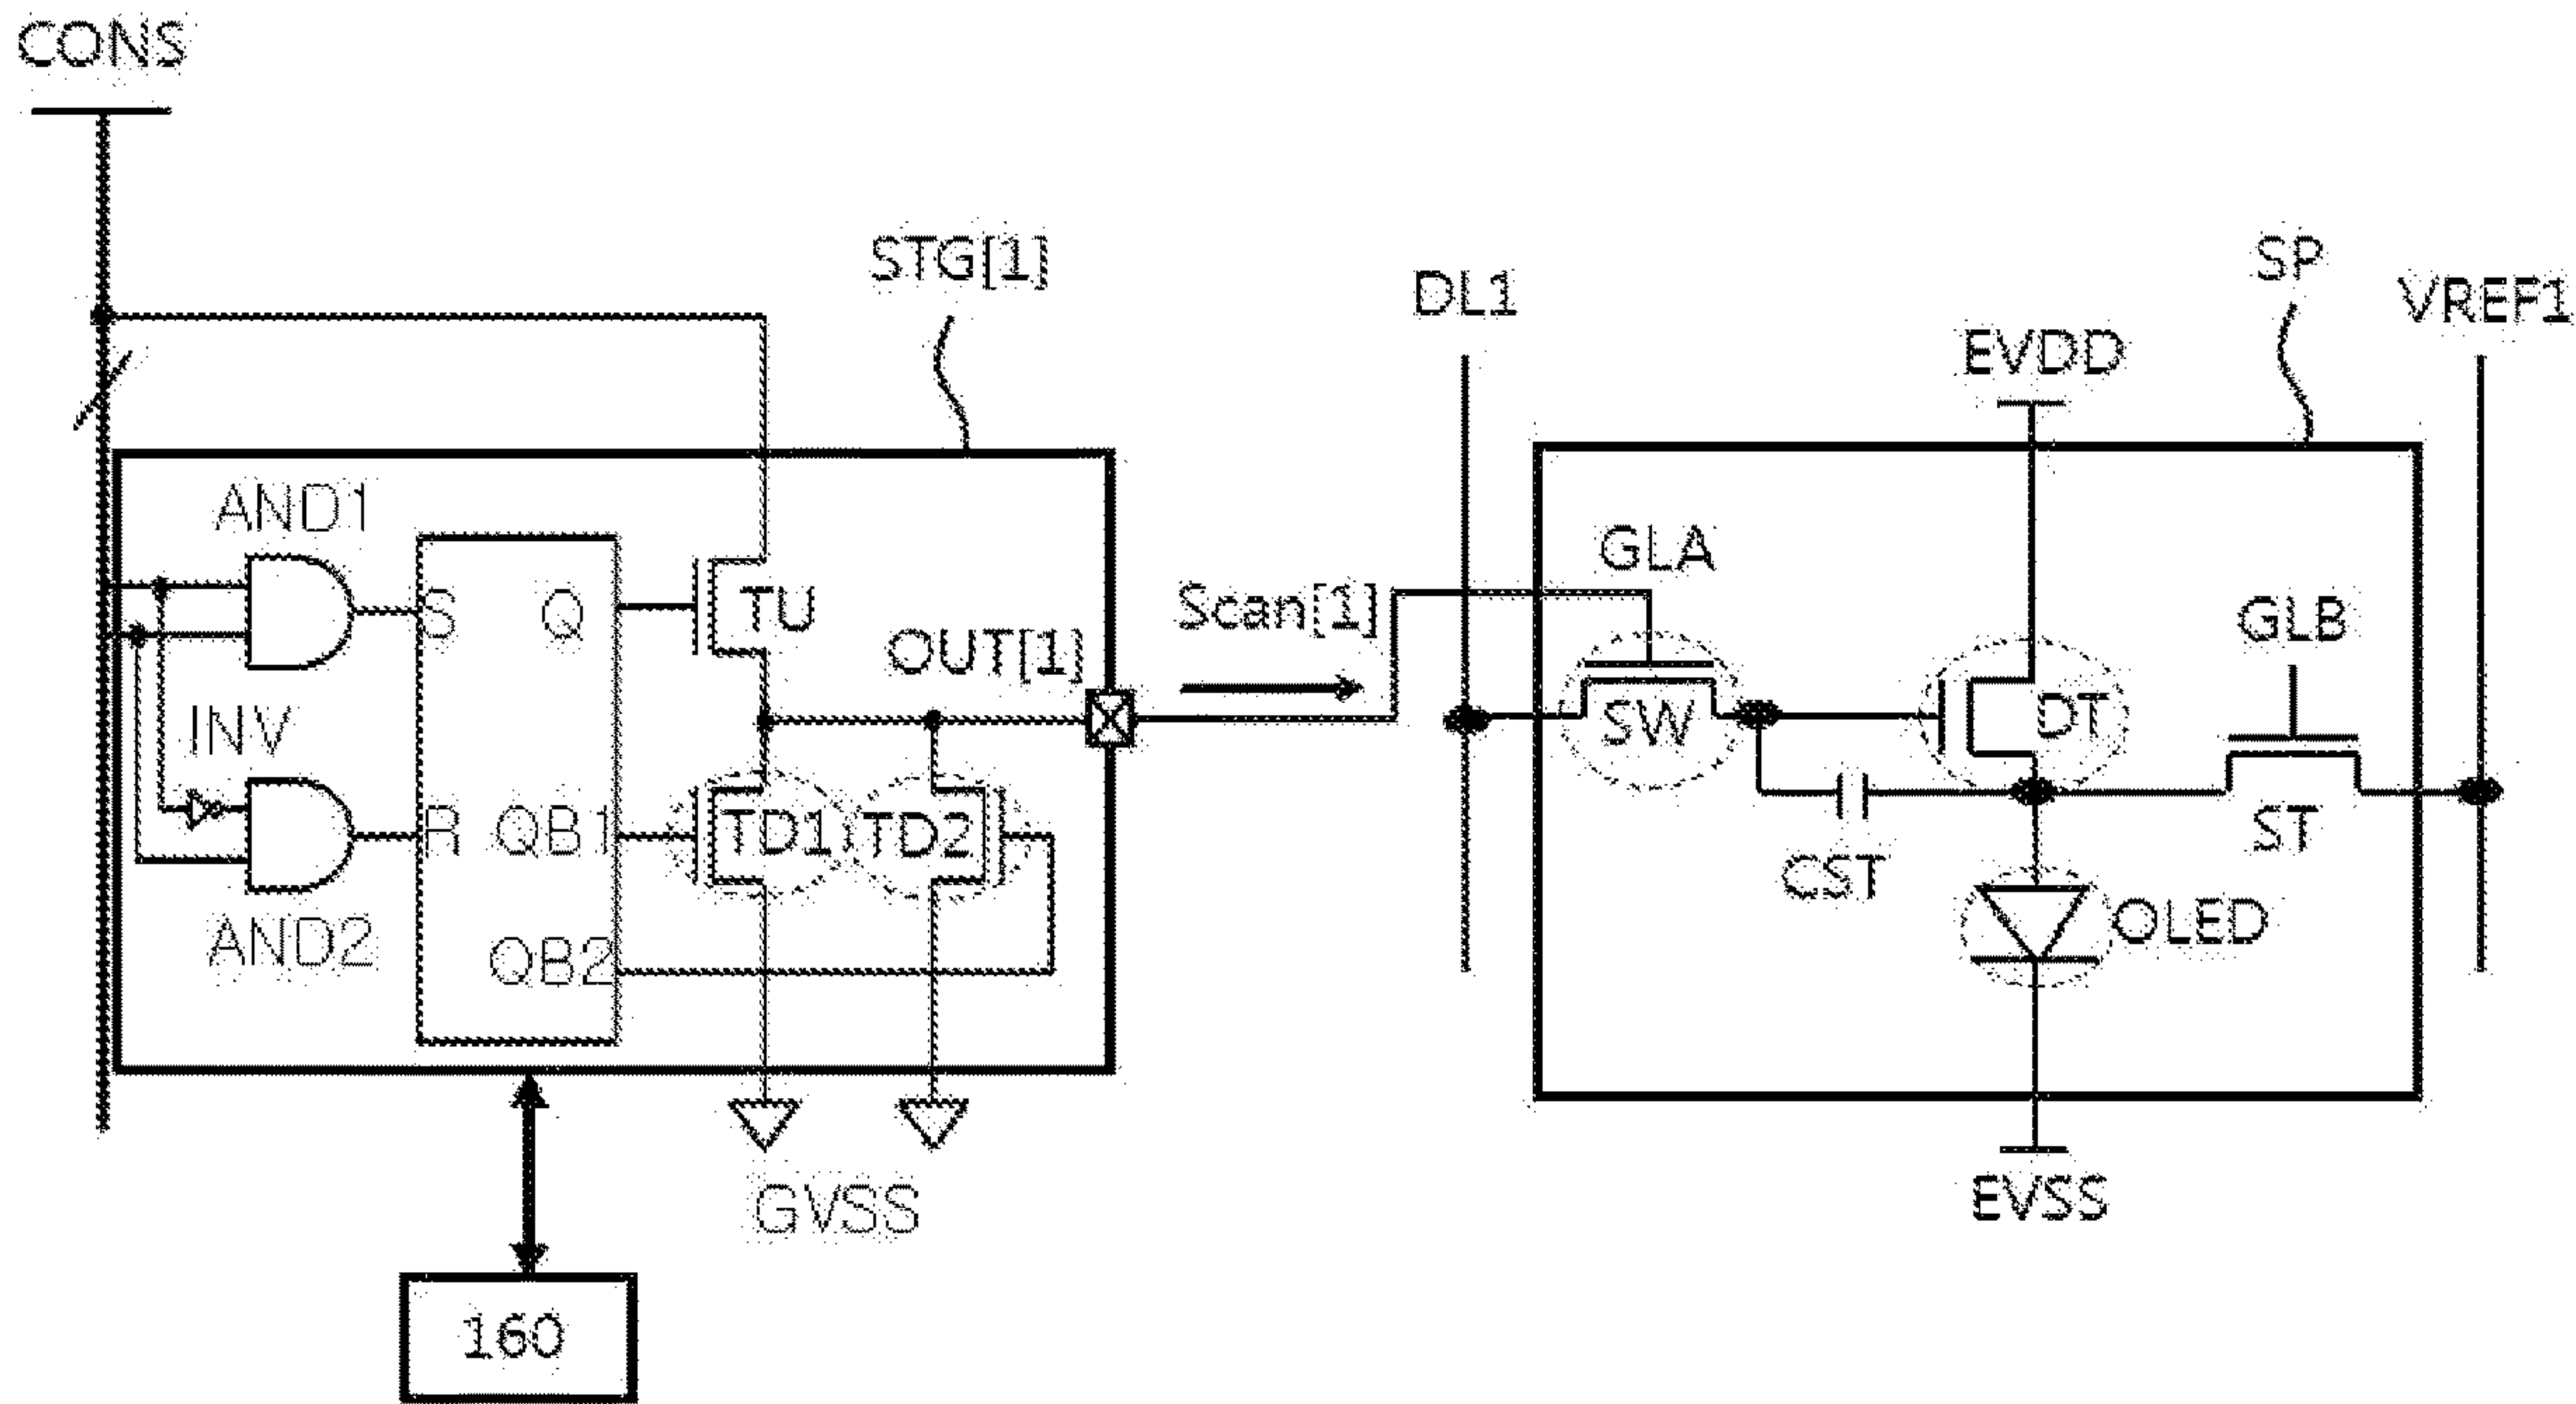 CONS
STG[1]
DL1
SP
VREF1
EVDD
AND1
GLA
Scan[1]
GLB
S
Q
TU
OUT[1]
INV
SW
DT
R
QB1
TD1
TD2
ST
CST
AND2
QB2
OLED
GVSS
EVSS
160